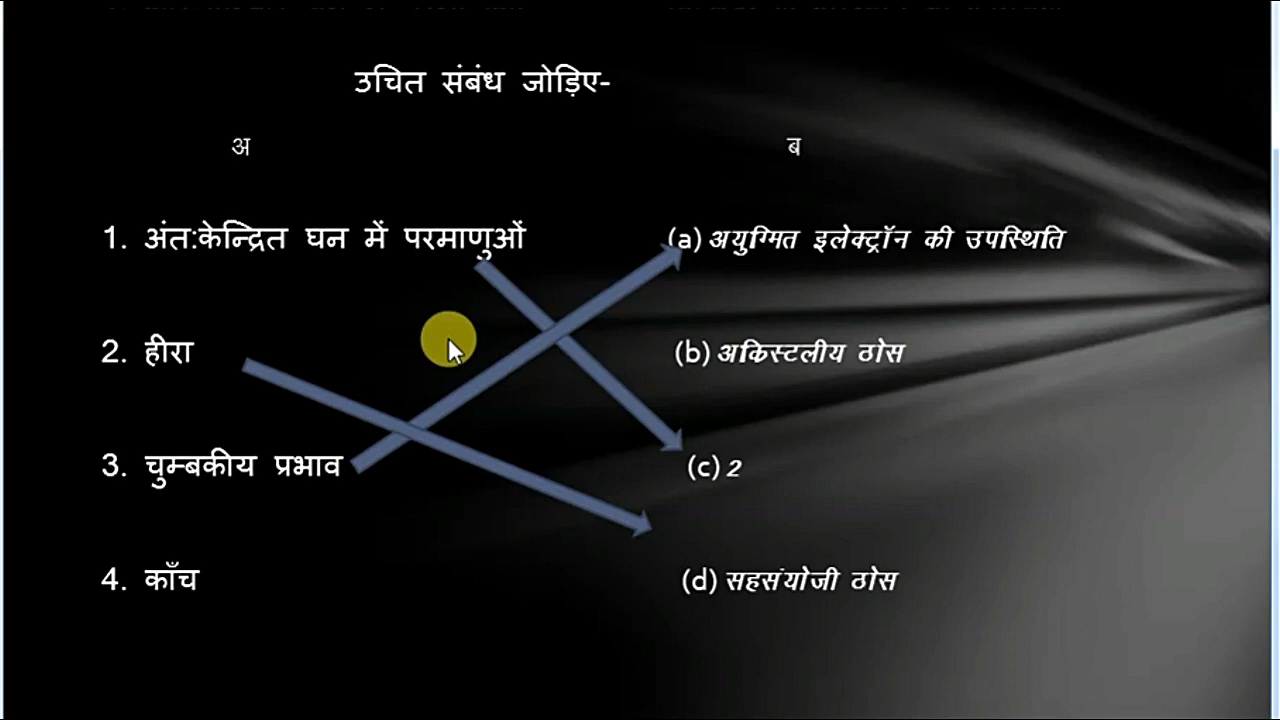 उचित संबंध जोड़िए-
अ ब
1. अंत:केन्द्रित घन में परमाणुओं (a) अयुग्मित इलेक्ट्रॉन की उपस्थिति
2. हीरा (b) अक्रिस्टलीय ठोस
3. चुम्बकीय प्रभाव (c) 2
4. काँच (d) सहसंयोजी ठोस